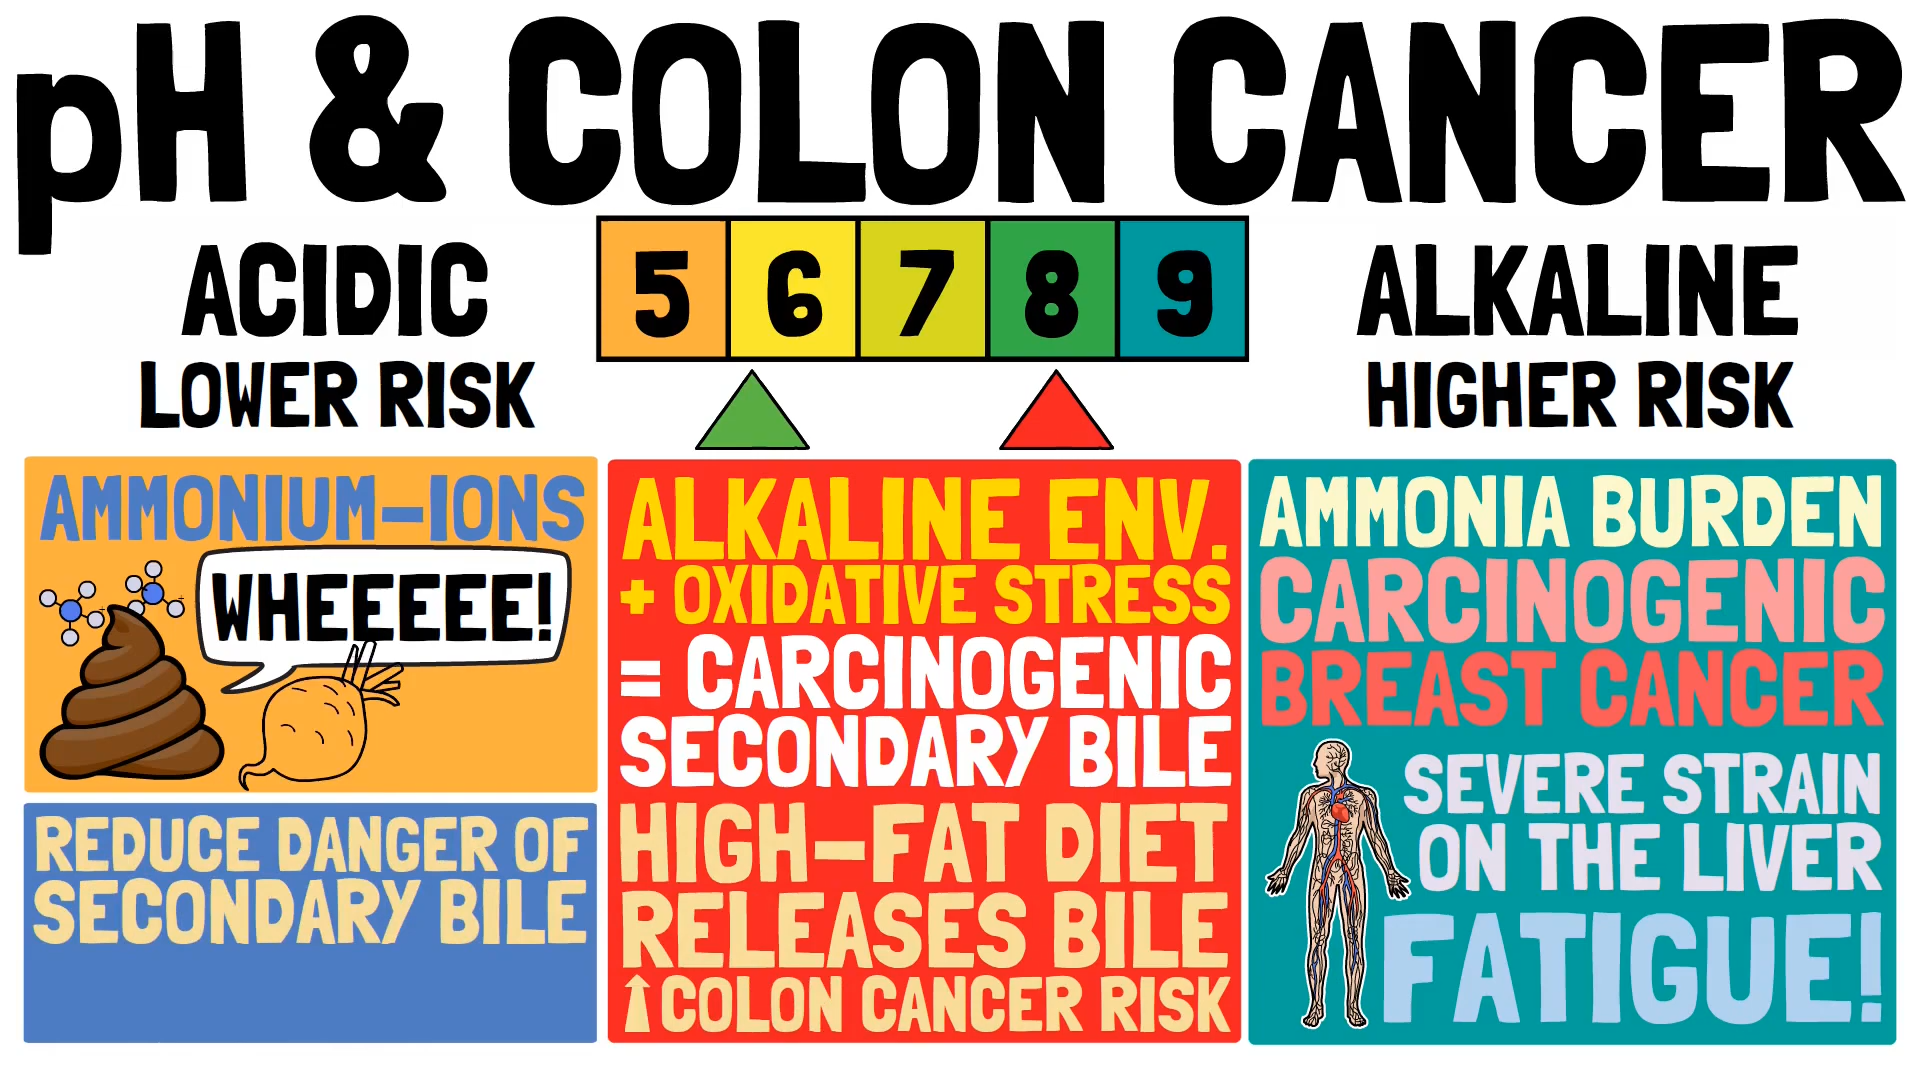 pH & COLON CANCER
ACIDIC
LOWER RISK
5 6 7 8 9
ALKALINE
HIGHER RISK
AMMONIUM-IONS
WHEEEEE!
REDUCE DANGER OF
SECONDARY BILE
ALKALINE ENV.
+ OXIDATIVE STRESS
= CARCINOGENIC
SECONDARY BILE
HIGH-FAT DIET
RELEASES BILE
↑COLON CANCER RISK
AMMONIA BURDEN
CARCINOGENIC
BREAST CANCER
SEVERE STRAIN
ON THE LIVER
FATIGUE!